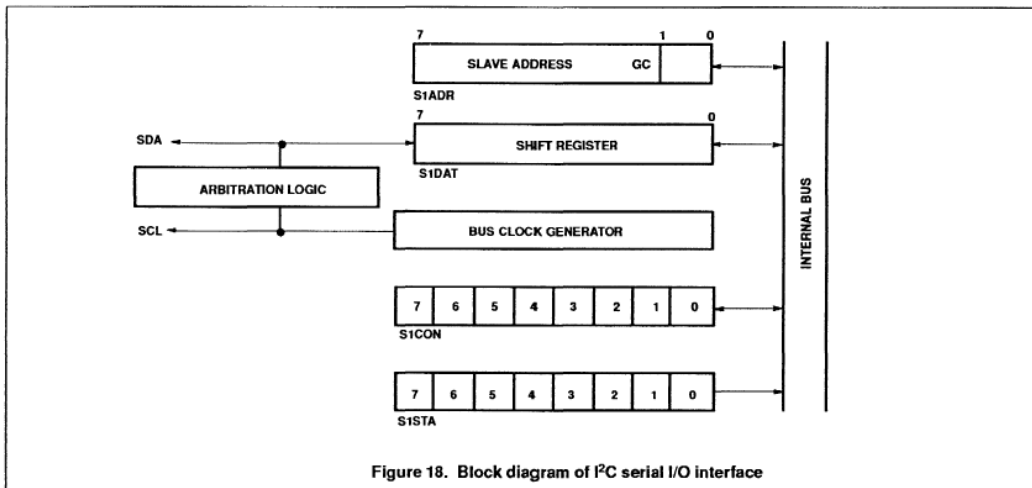 7 1 0
SLAVE ADDRESS GC
S1ADR
7 0
SDA
SHIFT REGISTER
S1DAT
ARBITRATION LOGIC
SCL
BUS CLOCK GENERATOR
INTERNAL BUS
7 6 5 4 3 2 1 0
S1CON
7 6 5 4 3 2 1 0
S1STA
Figure 18. Block diagram of I²C serial I/O interface